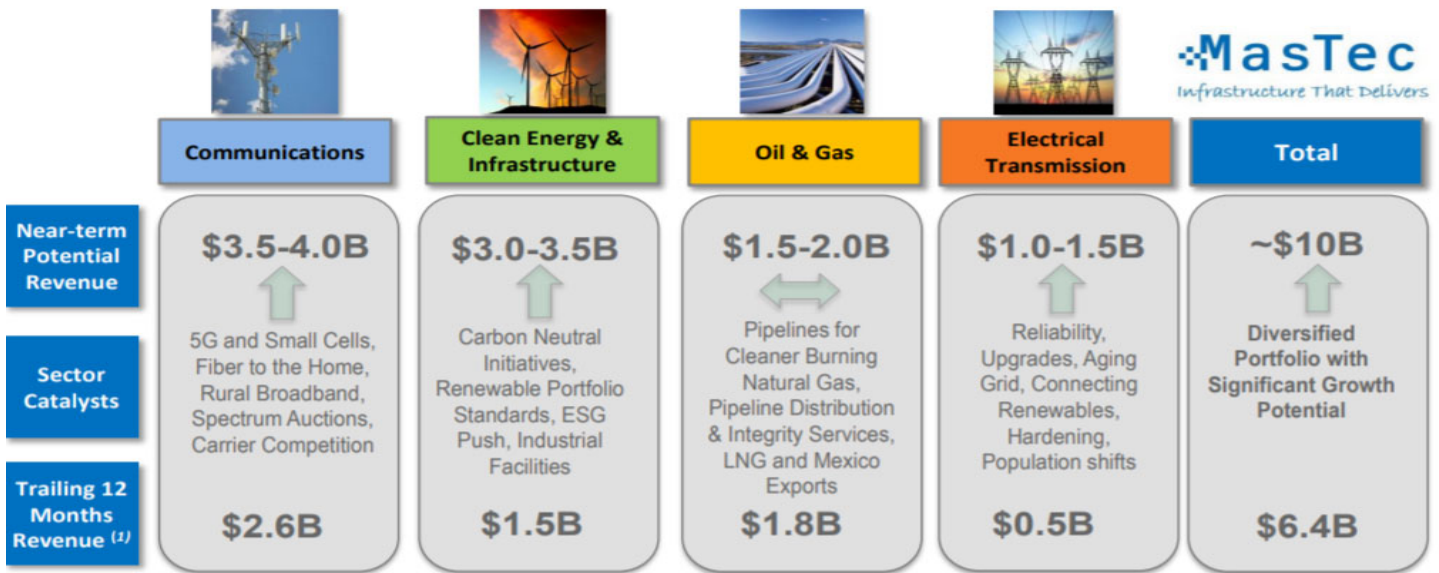 MasTec
Infrastructure That Delivers
Communications
Clean Energy &
Infrastructure
Oil & Gas
Electrical
Transmission
Total
Near-term
Potential
Revenue
$3.5-4.0B
$3.0-3.5B
$1.5-2.0B
$1.0-1.5B
~$10B
Sector
Catalysts
5G and Small Cells,
Fiber to the Home,
Rural Broadband,
Spectrum Auctions,
Carrier Competition
Carbon Neutral
Initiatives,
Renewable Portfolio
Standards, ESG
Push, Industrial
Facilities
Pipelines for
Cleaner Burning
Natural Gas,
Pipeline Distribution
& Integrity Services,
LNG and Mexico
Exports
Reliability,
Upgrades, Aging
Grid, Connecting
Renewables,
Hardening,
Population shifts
Diversified
Portfolio with
Significant Growth
Potential
Trailing 12
Months
Revenue (1)
$2.6B
$1.5B
$1.8B
$0.5B
$6.4B